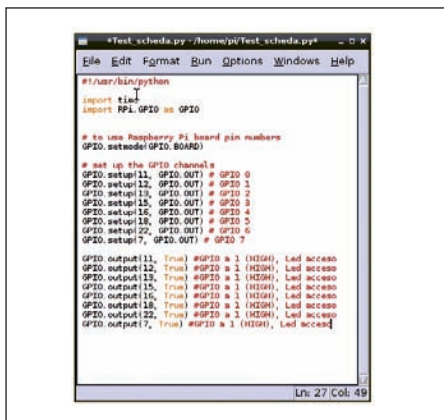 *Test_scheda.py - /home/pi/Test_scheda.py*
File Edit Format Run Options Windows Help
#!/usr/bin/python
import time
import RPi.GPIO as GPIO
# to use Raspberry Pi board pin numbers
GPIO.setmode(GPIO.BOARD)
# set up the GPIO channels
GPIO.setup(11, GPIO.OUT) # GPIO 0
GPIO.setup(12, GPIO.OUT) # GPIO 1
GPIO.setup(13, GPIO.OUT) # GPIO 2
GPIO.setup(15, GPIO.OUT) # GPIO 3
GPIO.setup(16, GPIO.OUT) # GPIO 4
GPIO.setup(18, GPIO.OUT) # GPIO 5
GPIO.setup(22, GPIO.OUT) # GPIO 6
GPIO.setup(7, GPIO.OUT) # GPIO 7
GPIO.output(11, True) #GPIO a 1 (HIGH), Led acceso
GPIO.output(12, True) #GPIO a 1 (HIGH), Led acceso
GPIO.output(13, True) #GPIO a 1 (HIGH), Led acceso
GPIO.output(15, True) #GPIO a 1 (HIGH), Led acceso
GPIO.output(16, True) #GPIO a 1 (HIGH), Led acceso
GPIO.output(18, True) #GPIO a 1 (HIGH), Led acceso
GPIO.output(22, True) #GPIO a 1 (HIGH), Led acceso
GPIO.output(7, True) #GPIO a 1 (HIGH), Led acceso
Ln: 27 Col: 49